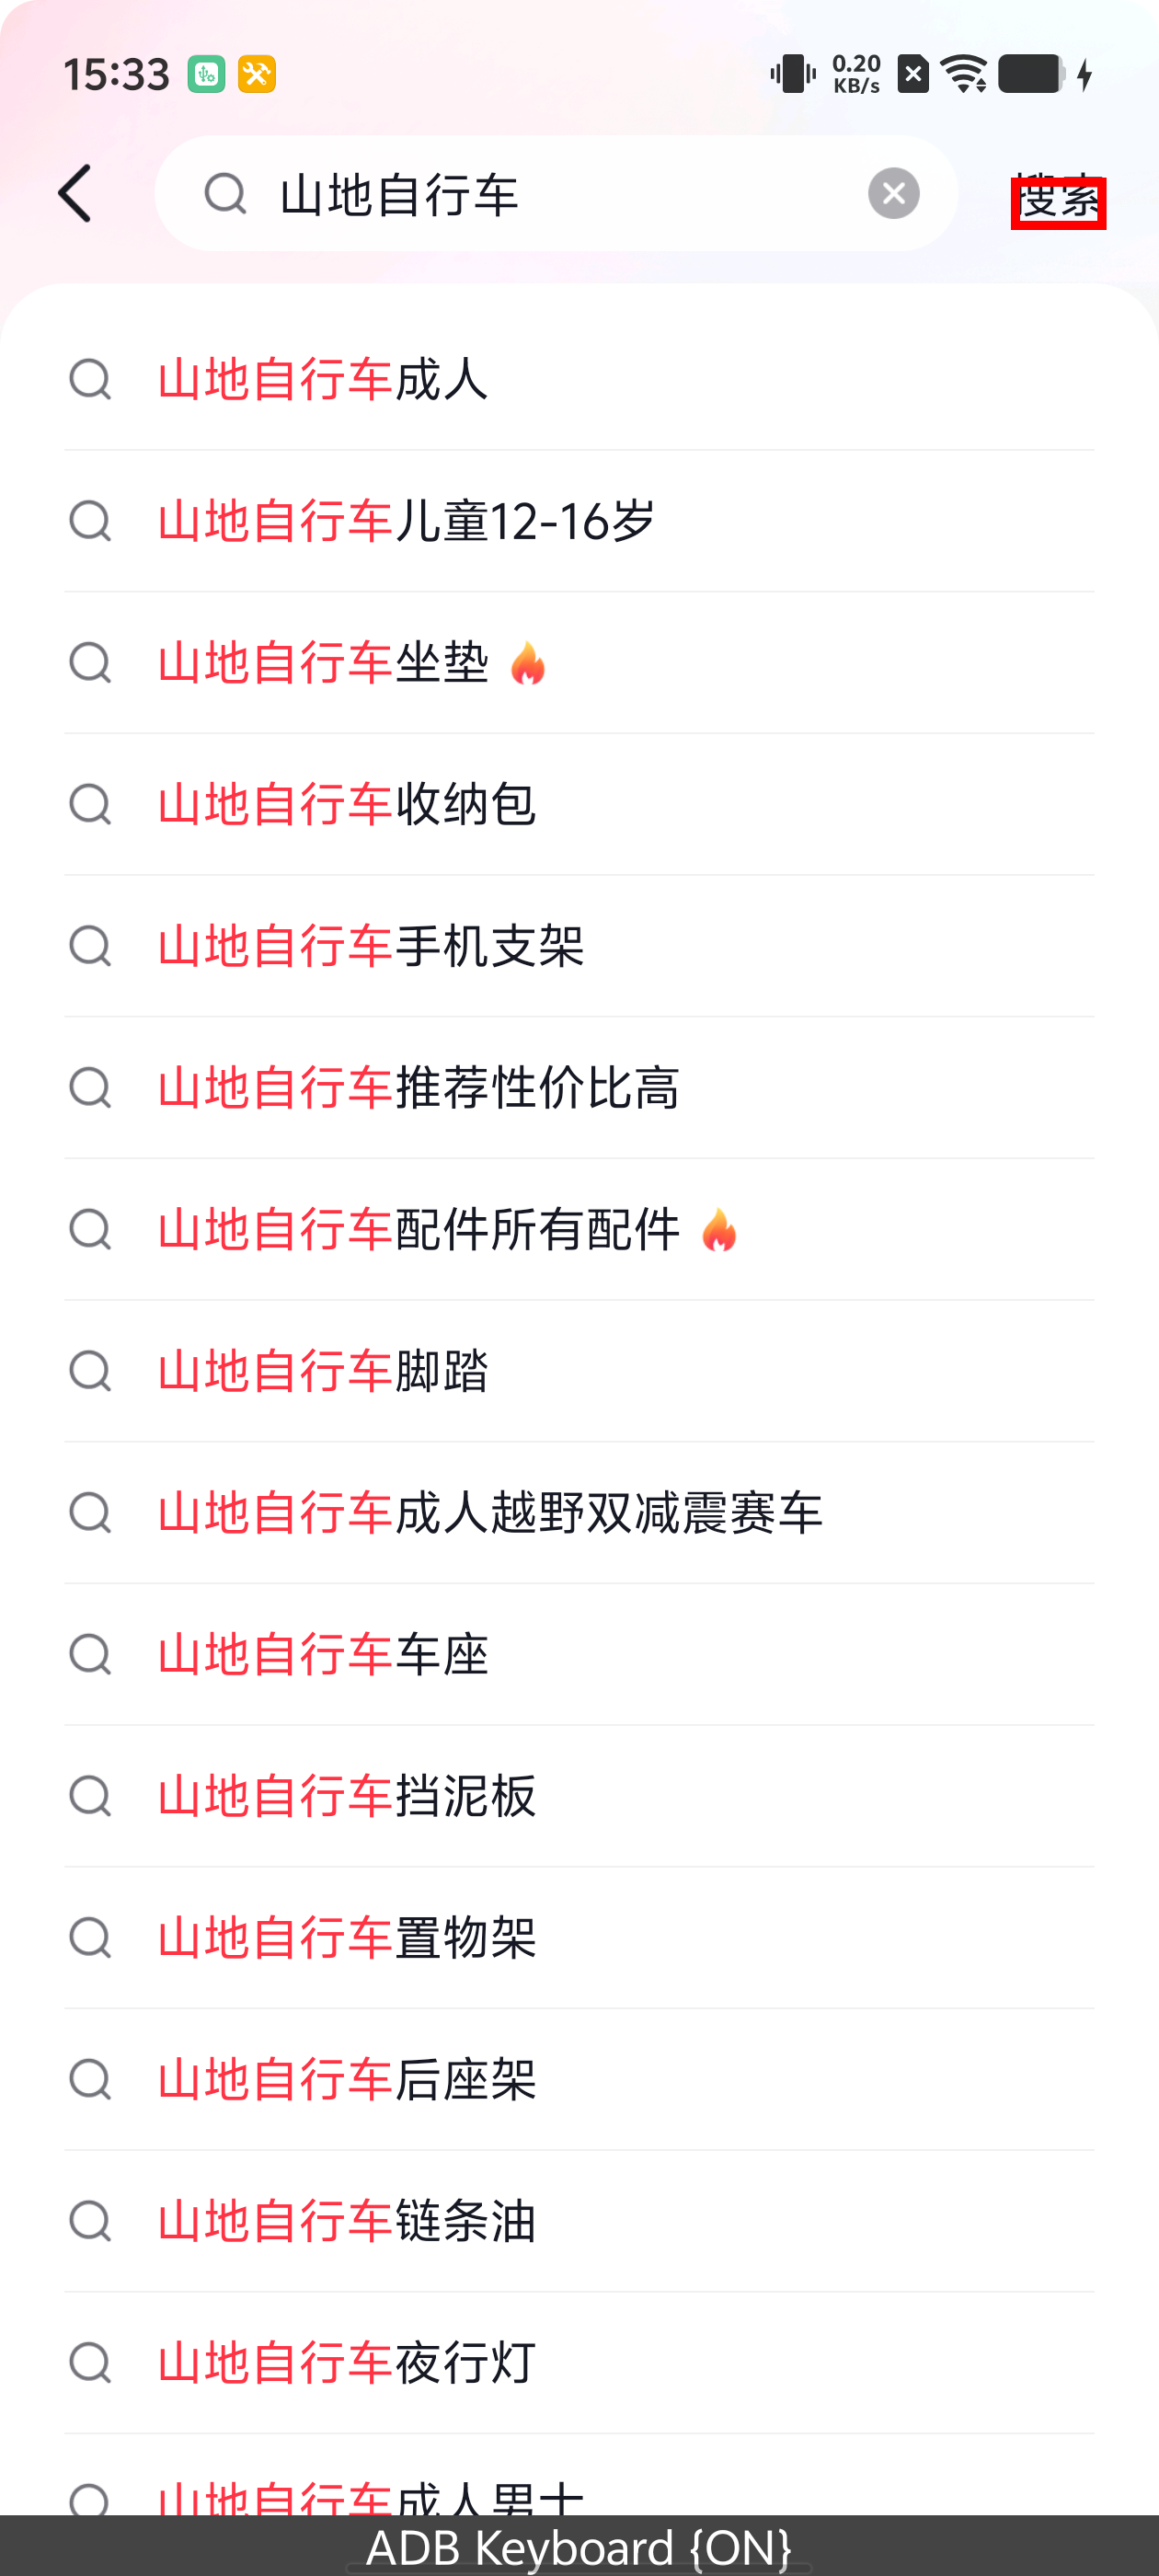 15:33
0.20
KB/s
山地自行车
搜索
山地自行车成人
山地自行车儿童12-16岁
山地自行车坐垫
山地自行车收纳包
山地自行车手机支架
山地自行车推荐性价比高
山地自行车配件所有配件
山地自行车脚踏
山地自行车成人越野双减震赛车
山地自行车车座
山地自行车挡泥板
山地自行车置物架
山地自行车后座架
山地自行车链条油
山地自行车夜行灯
山地自行车成人男士
ADB Keyboard {ON}